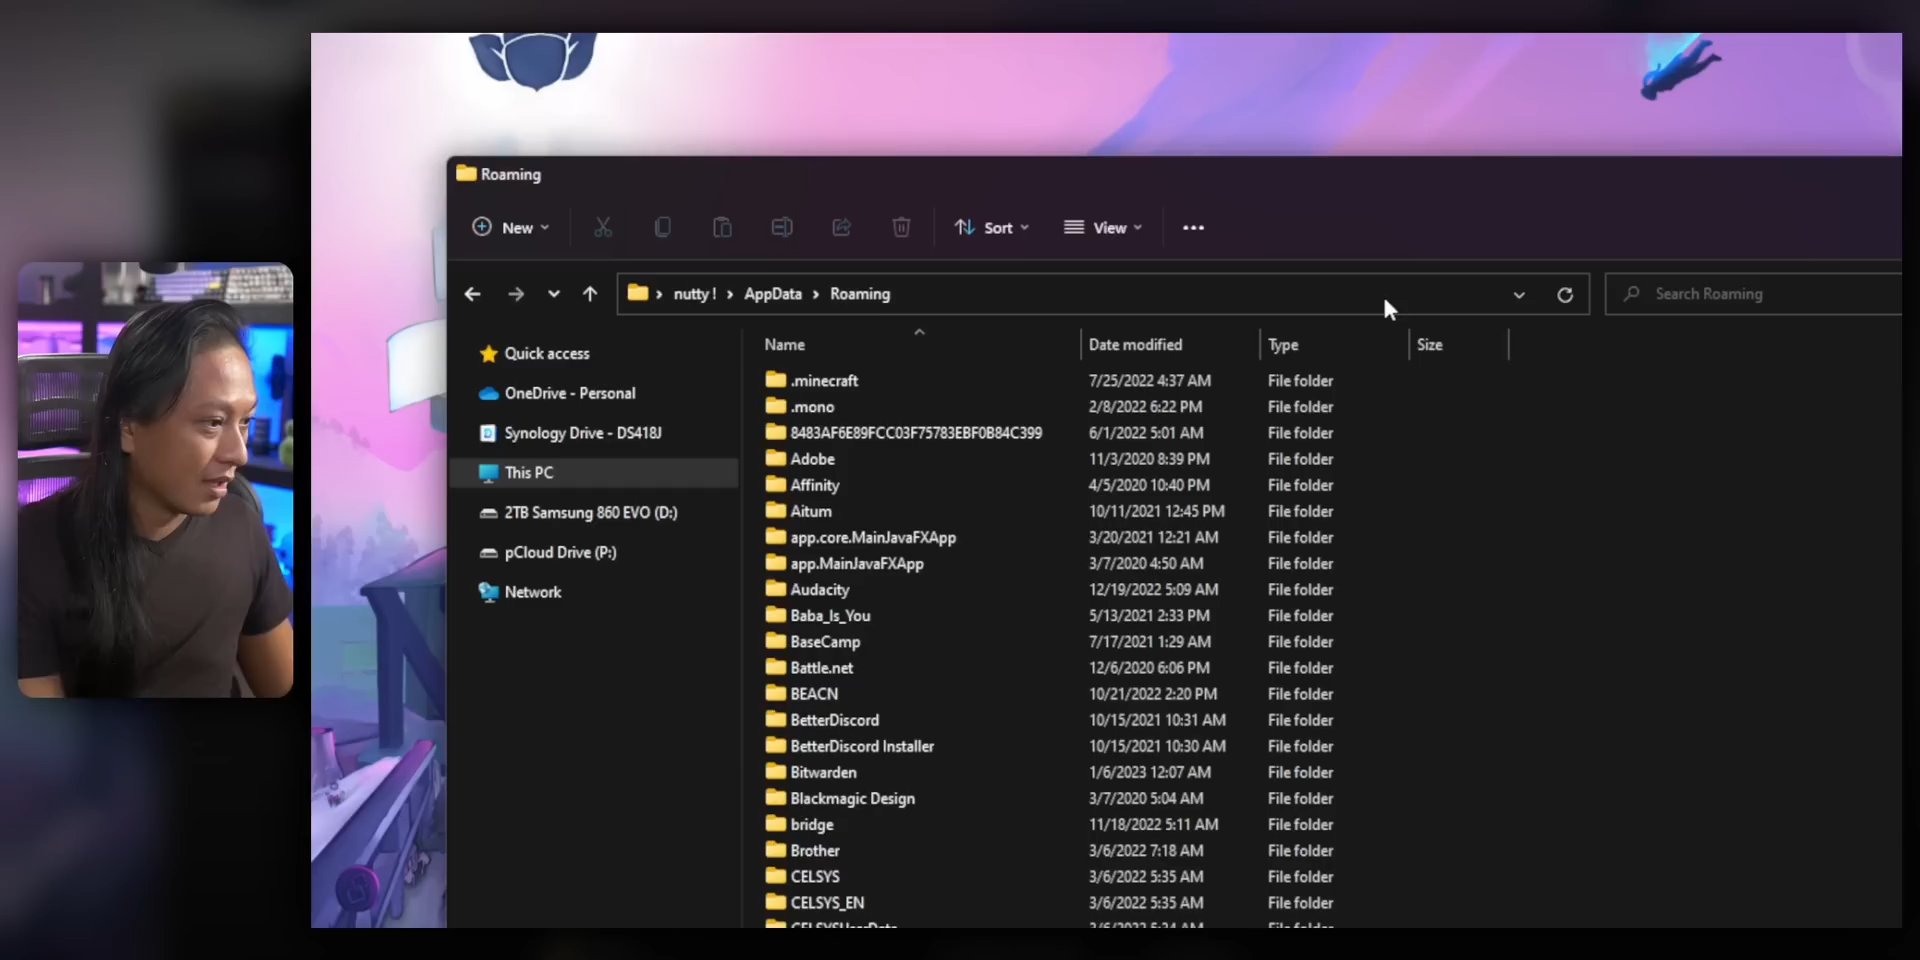 Roaming
New
Sort
View
nutty! > AppData > Roaming
Search Roaming
Name Date modified Type Size
Quick access
OneDrive - Personal
Synology Drive - DS418J
This PC
2TB Samsung 860 EVO (D:)
pCloud Drive (P:)
Network
.minecraft 7/25/2022 4:37 AM File folder
.mono 2/8/2022 6:22 PM File folder
8483AF6E89FCC03F75783EBF0B84C399 6/1/2022 5:01 AM File folder
Adobe 11/3/2020 8:39 PM File folder
Affinity 4/5/2020 10:40 PM File folder
Aitum 10/11/2021 12:45 PM File folder
app.core.MainJavaFXApp 3/20/2021 12:21 AM File folder
app.MainJavaFXApp 3/7/2020 4:50 AM File folder
Audacity 12/19/2022 5:09 AM File folder
Baba_Is_You 5/13/2021 2:33 PM File folder
BaseCamp 7/17/2021 1:29 AM File folder
Battle.net 12/6/2020 6:06 PM File folder
BEACN 10/21/2022 2:20 PM File folder
BetterDiscord 10/15/2021 10:31 AM File folder
BetterDiscord Installer 10/15/2021 10:30 AM File folder
Bitwarden 1/6/2023 12:07 AM File folder
Blackmagic Design 3/7/2020 5:04 AM File folder
bridge 11/18/2022 5:11 AM File folder
Brother 3/6/2022 7:18 AM File folder
CELSYS 3/6/2022 5:35 AM File folder
CELSYS_EN 3/6/2022 5:35 AM File folder